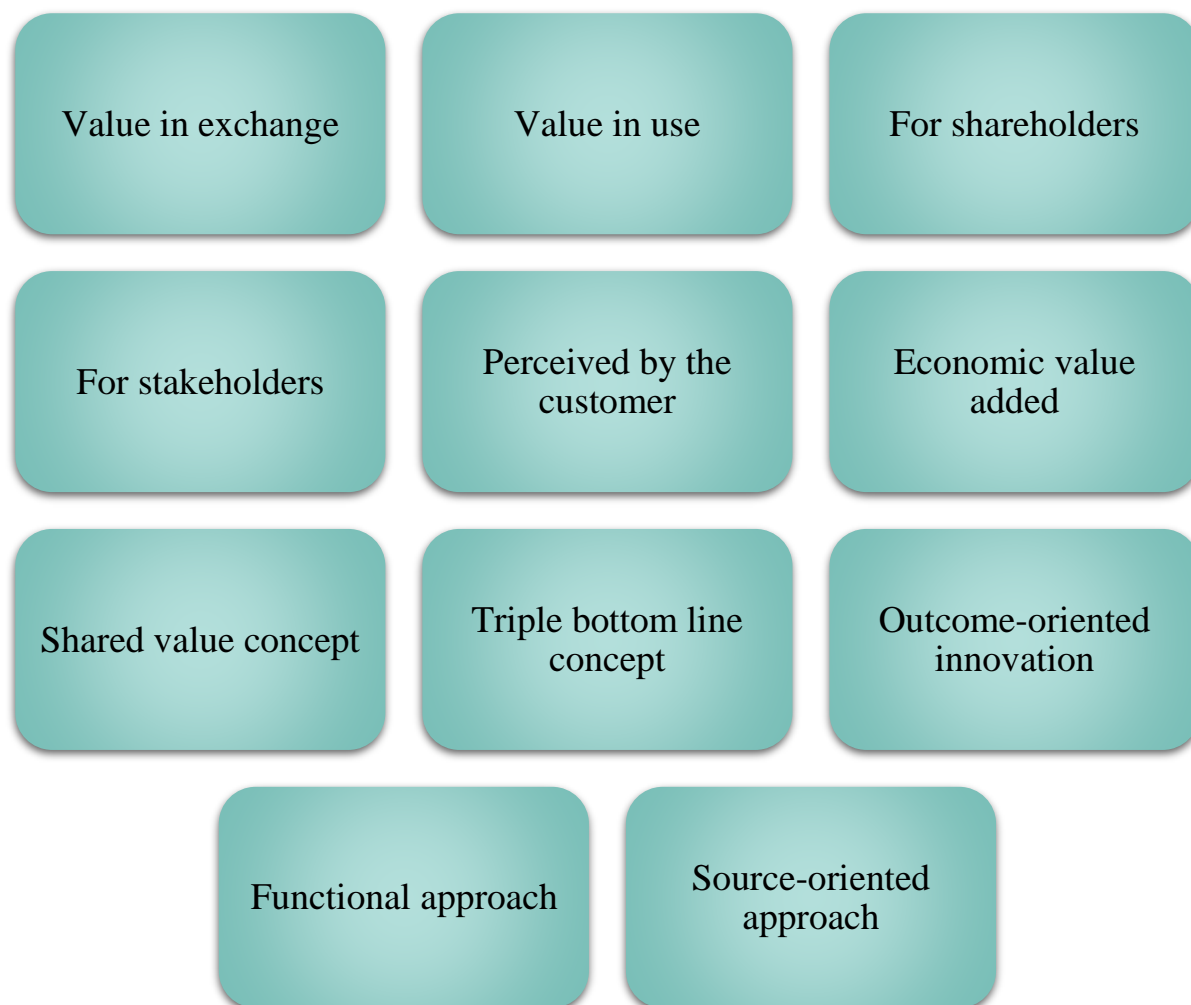 Value in exchange
Value in use
For shareholders
For stakeholders
Perceived by the
customer
Economic value
added
Shared value concept
Triple bottom line
concept
Outcome-oriented
innovation
Functional approach
Source-oriented
approach